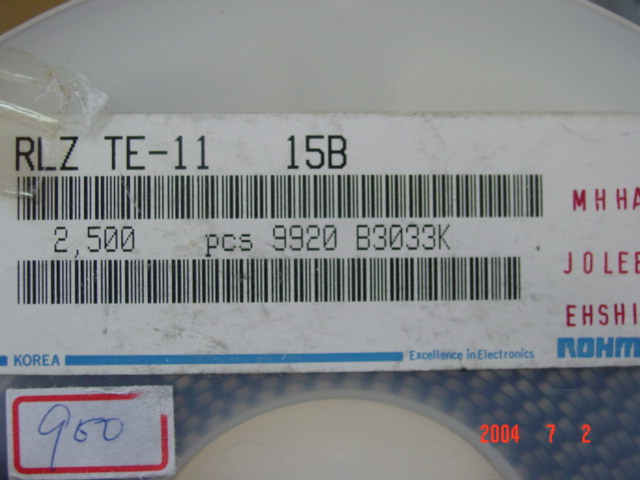 RLZ TE-11 15B
MHHA
2,500 pcs 9920 B3033K
JOLEE
EHSHI
KOREA Excellence in Electronics ROHM
900
2004 7 2